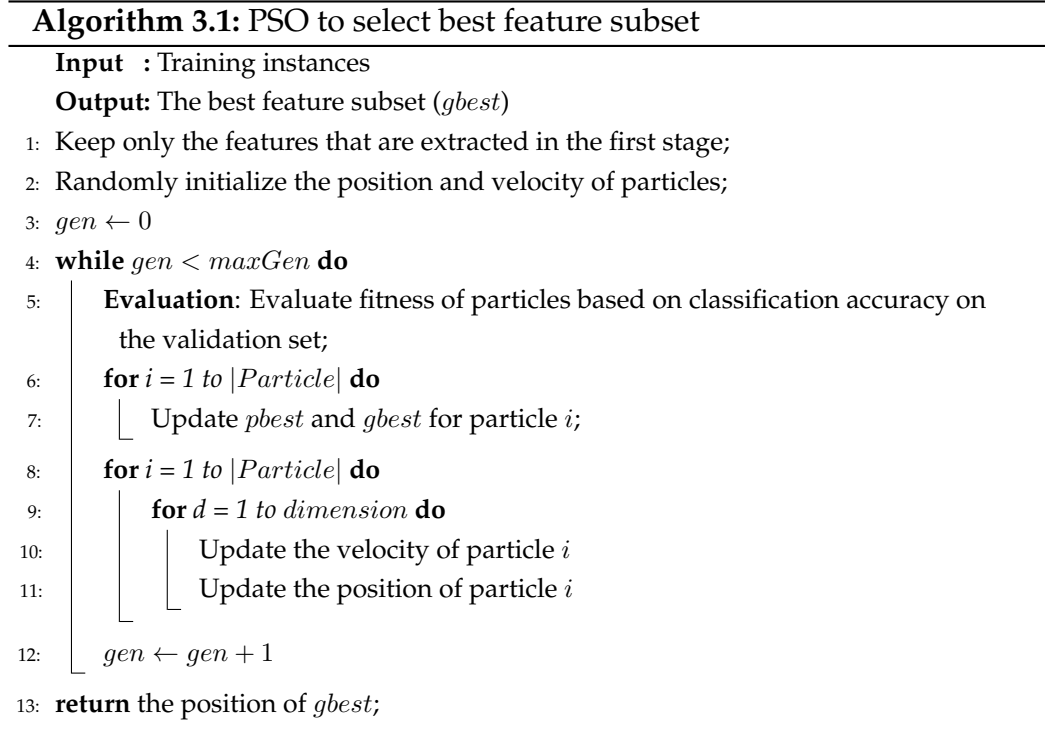 Algorithm 3.1: PSO to select best feature subset
Input : Training instances
Output: The best feature subset (gbest)
1: Keep only the features that are extracted in the first stage;
2: Randomly initialize the position and velocity of particles;
3: gen ← 0
4: while gen < maxGen do
5: Evaluation: Evaluate fitness of particles based on classification accuracy on
the validation set;
6: for i = 1 to |Particle| do
7: Update pbest and gbest for particle i;
8: for i = 1 to |Particle| do
9: for d = 1 to dimension do
10: Update the velocity of particle i
11: Update the position of particle i
12: gen ← gen + 1
13: return the position of gbest;